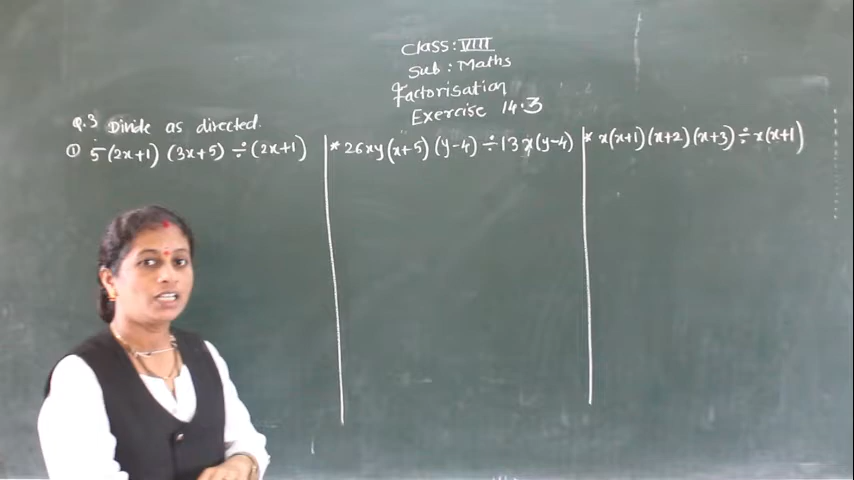 Class: VIII
Sub: Maths
Factorisation
Exercise 14.3
Q.3 Divide as directed.
① 5(2x+1) (3x+5) ÷ (2x+1)
* 26xy(x+5) (y-4) ÷ 13x(y-4)
* x(x+1) (x+2) (x+3) ÷ x(x+1)